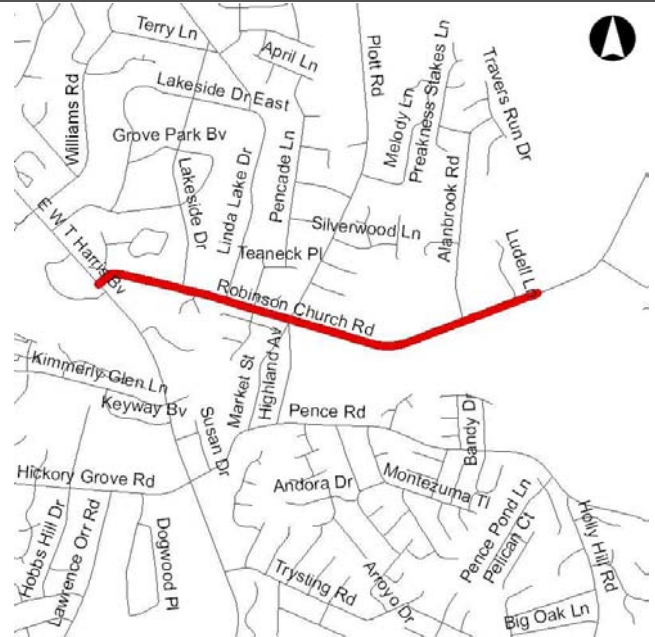 Terry Ln
April Ln
Plott Rd
Travers Run Dr
Williams Rd
Lakeside Dr East
Melody Ln
Preakness Stakes Ln
Grove Park Bv
Lakeside Dr
Linda Lake Dr
Pencade Ln
Alanbrook Rd
Silverwood Ln
E W T Harris Bv
Teaneck Pl
Ludell Ln
Robinson Church Rd
Kimmerly Glen Ln
Market St
Highland Av
Keyway Bv
Susan Dr
Pence Rd
Bandy Dr
Hickory Grove Rd
Andora Dr
Montezuma Tl
Pence Pond Ln
Pelican Ct
Holly Hill Rd
Hobbs Hill Dr
Lawrence Orr Rd
Dogwood Pl
Trysting Rd
Arroyo Dr
Big Oak Ln